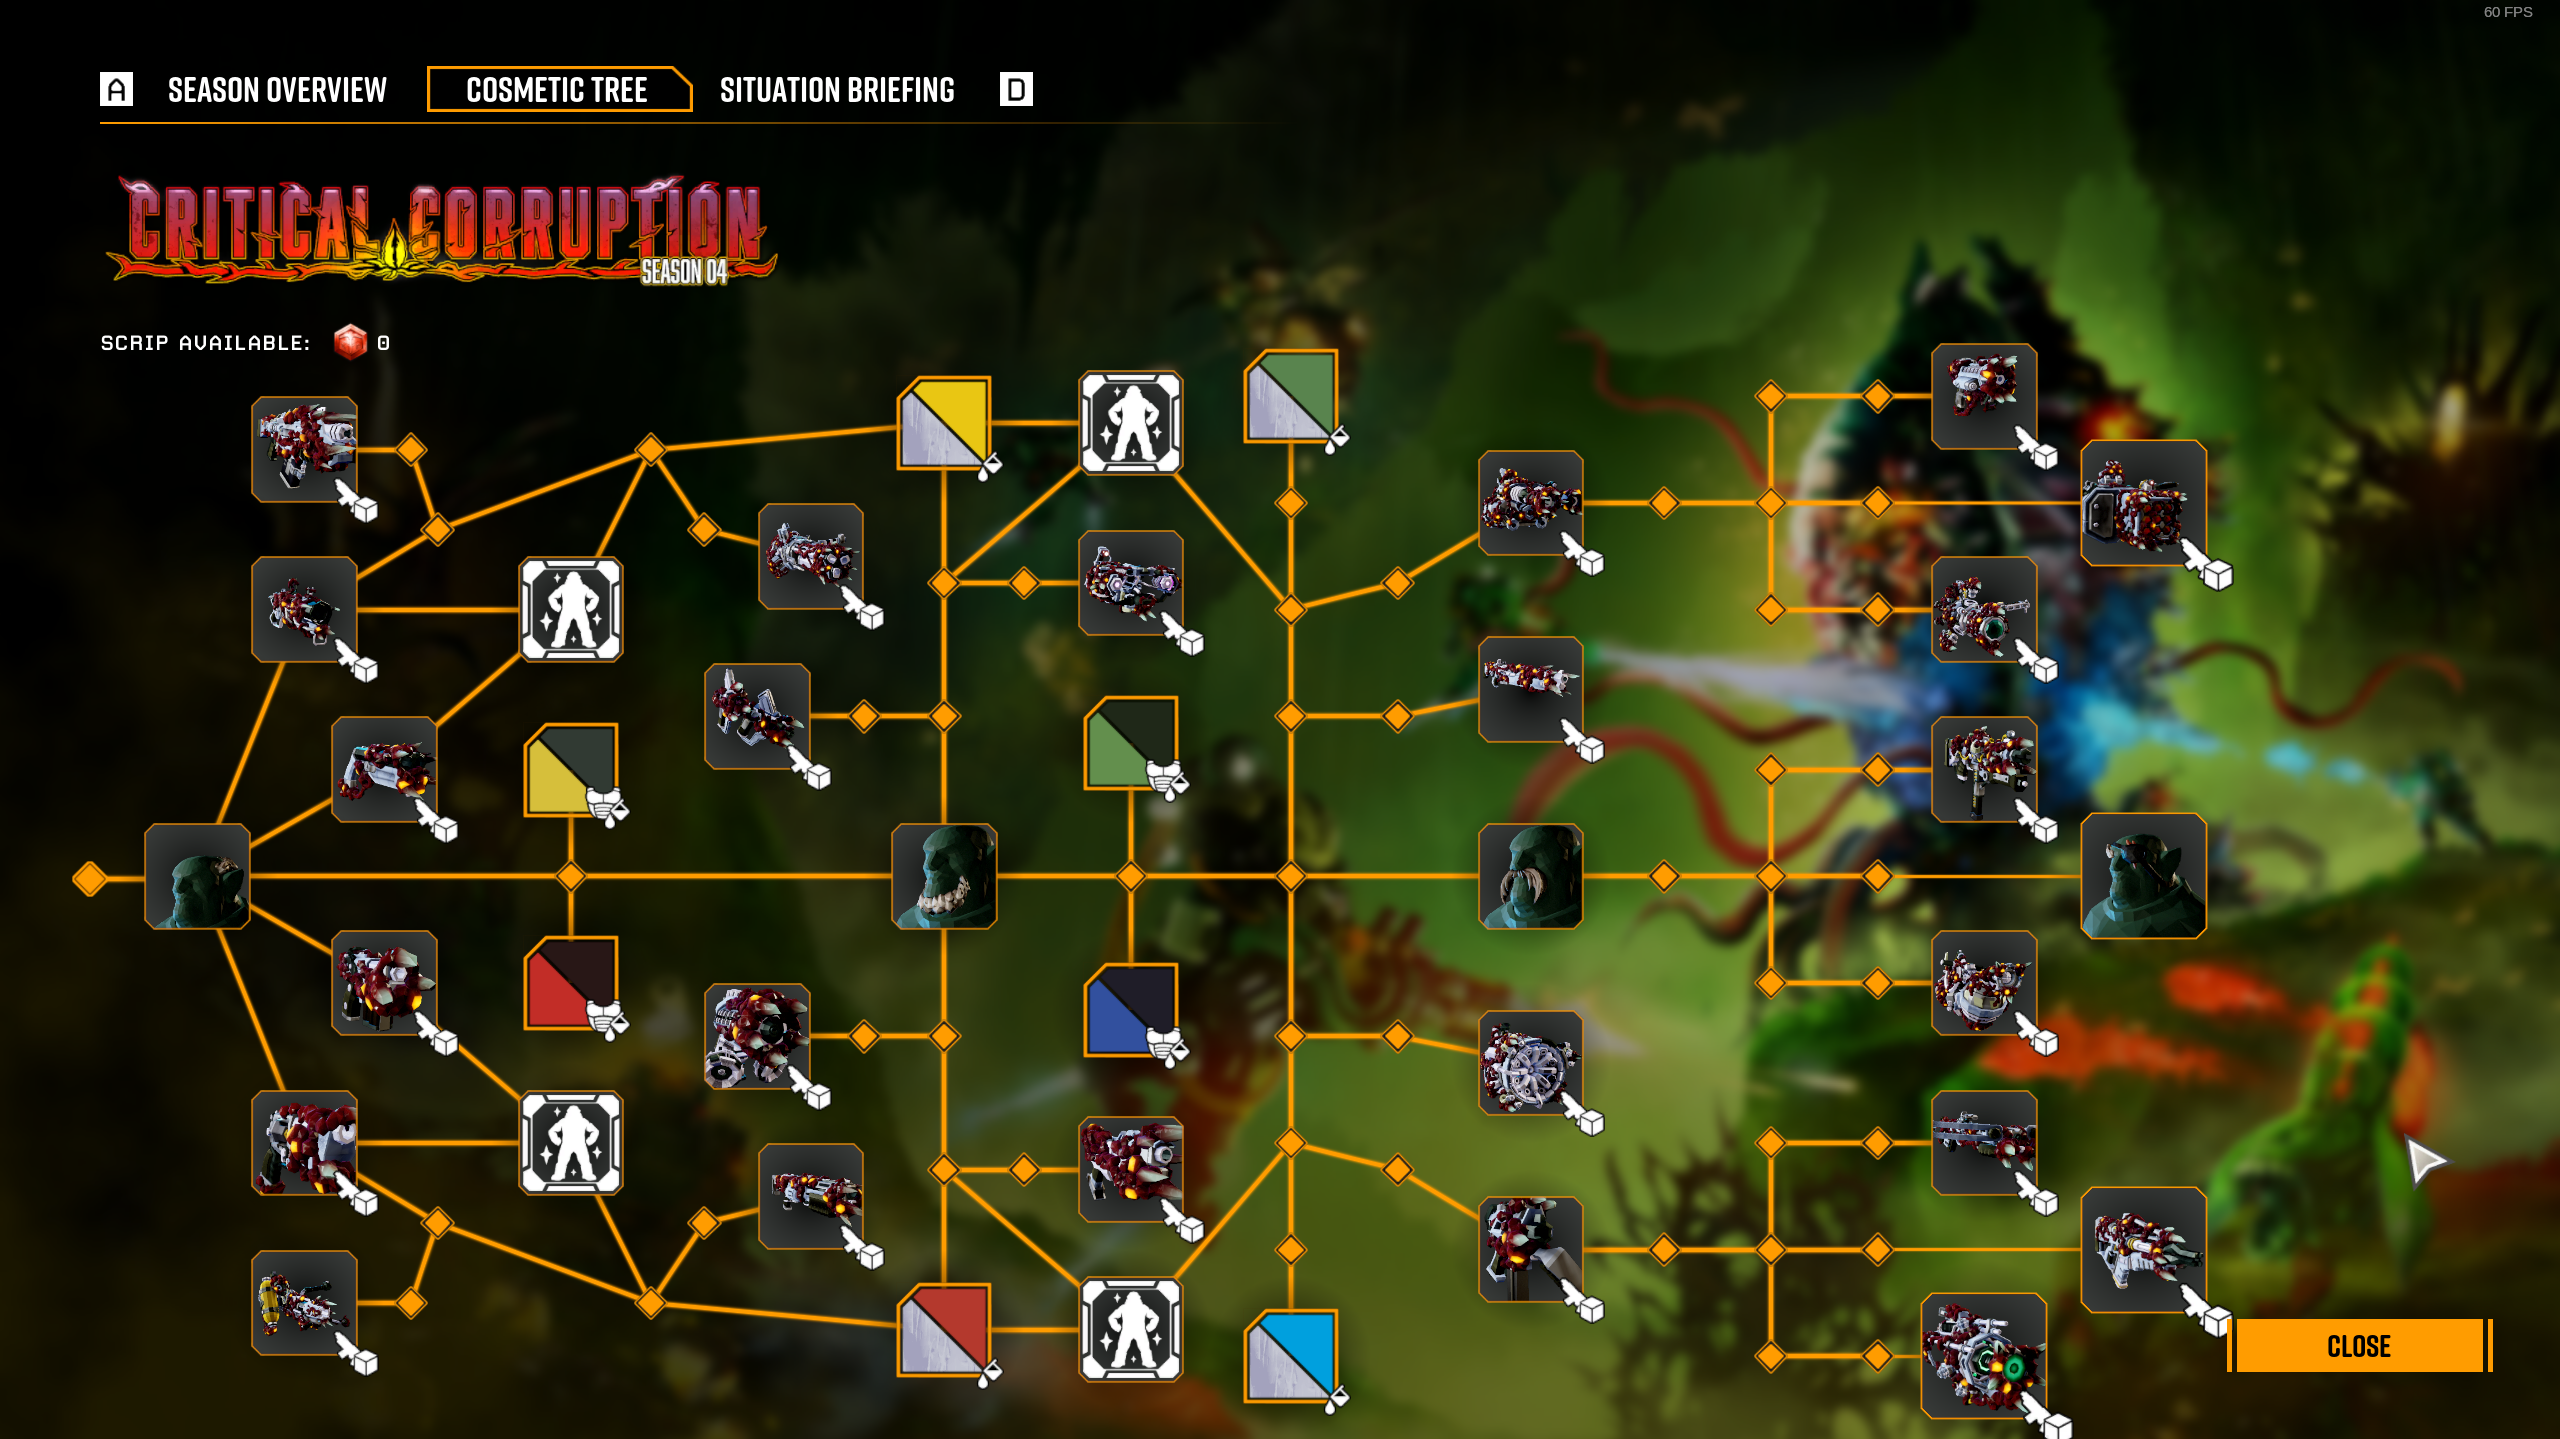 60 FPS
A SEASON OVERVIEW COSMETIC TREE SITUATION BRIEFING D
CRITICAL CORRUPTION
SEASON 04
SCRIP AVAILABLE: 0
CLOSE